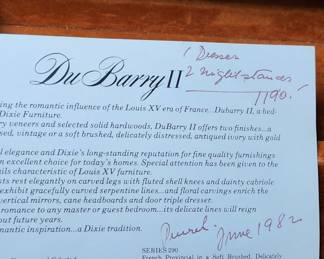 Du Barry II
1 Dresser
2 nightstands
1190.
ing the romantic influence of the Louis XV era of France...Dubarry II, a bed-
Dixie Furniture.
ry veneers and selected solid hardwoods, DuBarry II offers two finishes...a
sed, vintage or a soft brushed, delicately distressed, antiqued ivory with gold
l elegance and Dixie's long-standing reputation for fine quality furnishings
n excellent choice for today's homes. Special attention has been given to the
ils characteristic of Louis XV furniture.
ts rest elegantly on carved legs with fluted shell knees and dainty cabriole
exhibit gracefully carved serpentine lines...and floral carvings enrich the
vertical mirrors, cane headboards and door triple dresser.
romance to any master or guest bedroom...its delicate lines will reign
out future years.
mantic inspiration...a Dixie tradition.
June 1982
SERIES 290
French Provincial in a Soft Brushed, Delicately